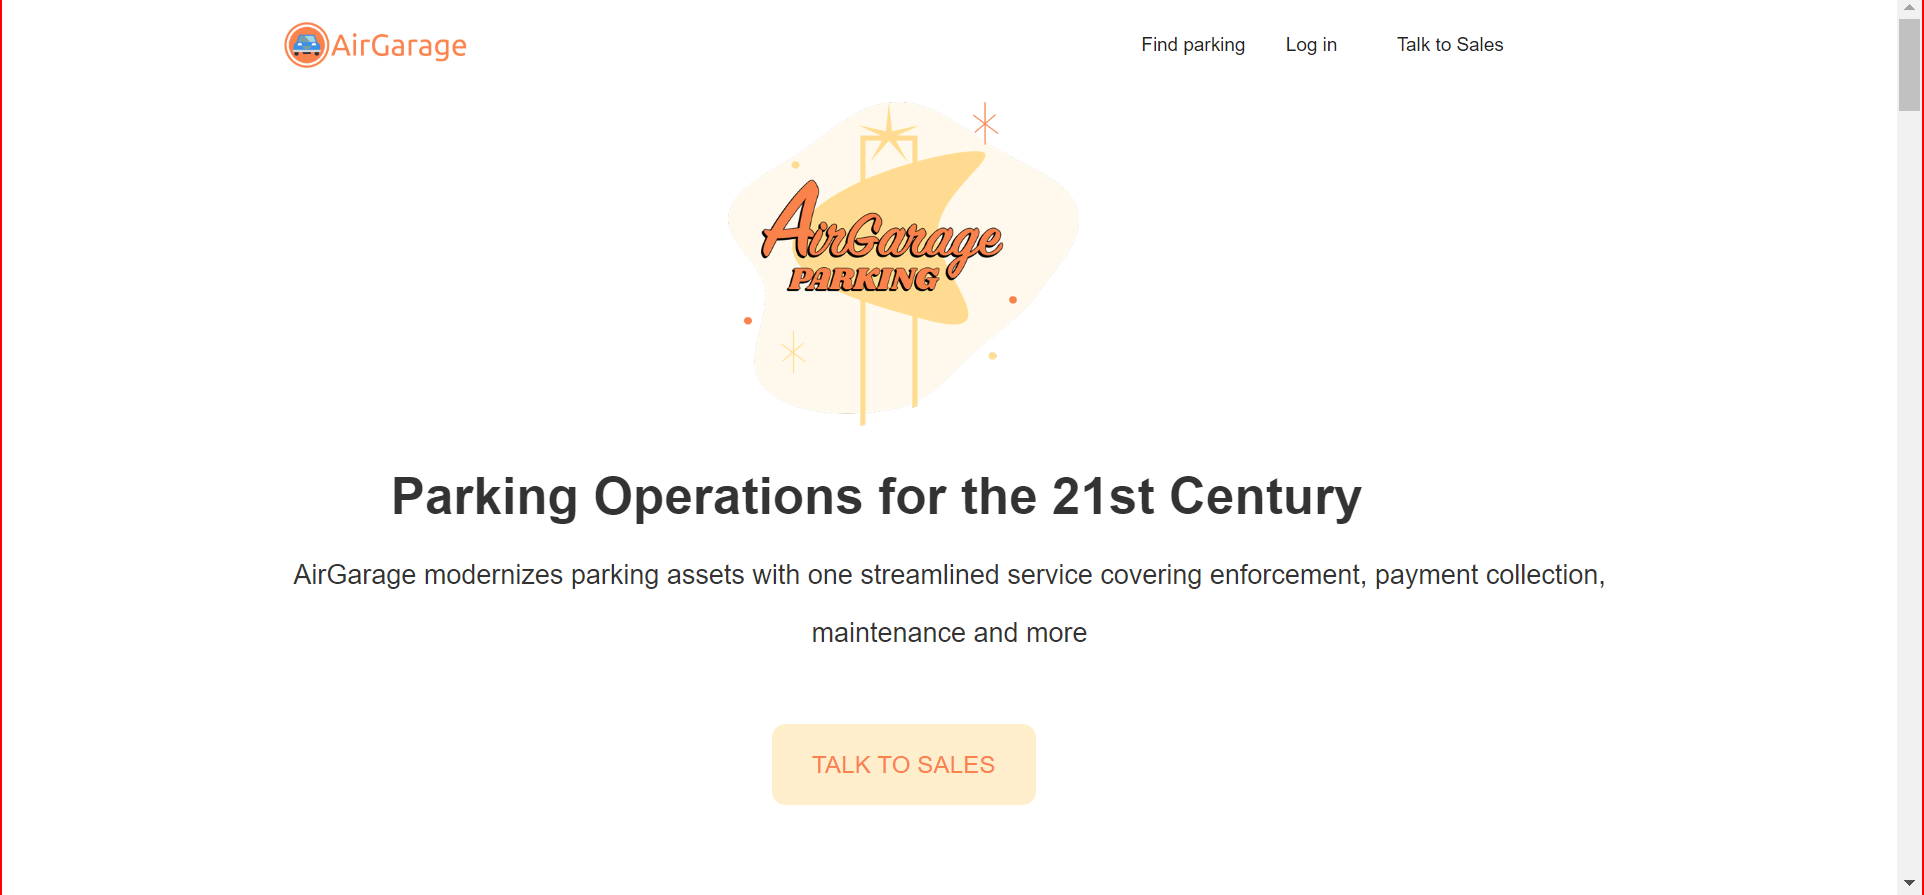 AirGarage
Find parking
Log in
Talk to Sales
AirGarage
PARKING
Parking Operations for the 21st Century
AirGarage modernizes parking assets with one streamlined service covering enforcement, payment collection,
maintenance and more
TALK TO SALES